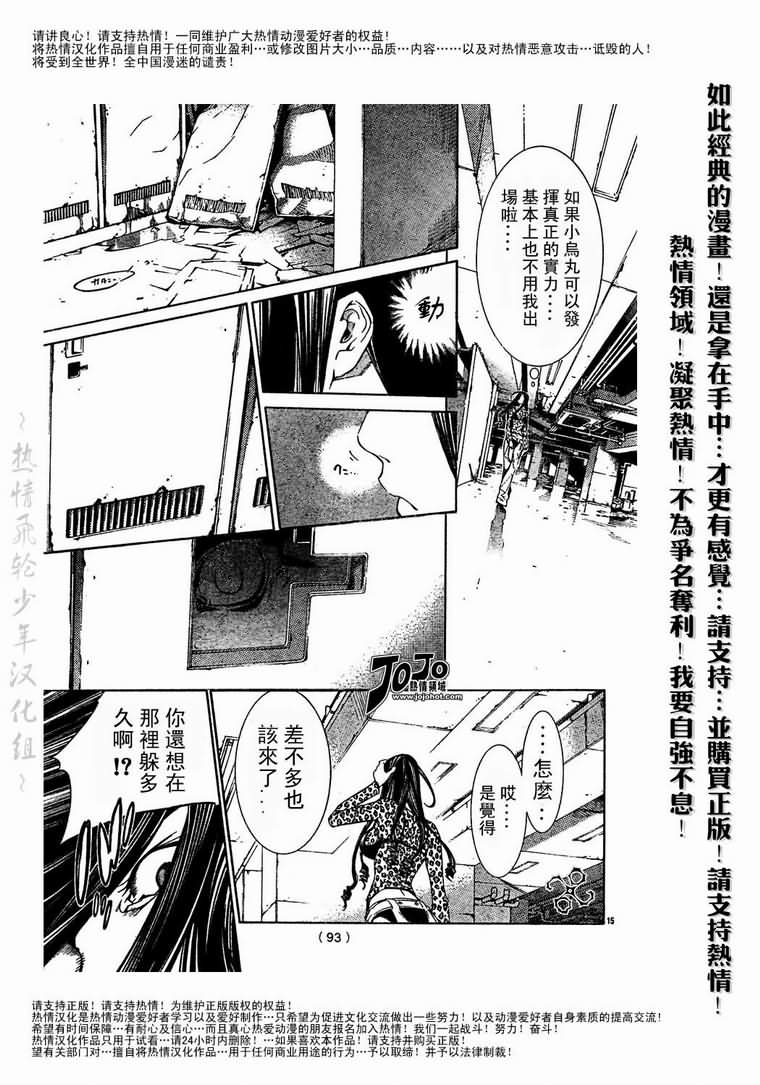 请讲良心！请支持热情！一同维护广大热情动漫爱好者的权益！
将热情汉化作品擅自用于任何商业盈利…或修改图片大小…品质…内容……以及对热情恶意攻击…诋毁的人！
将受到全世界！全中国漫迷的谴责！
如此經典的漫畫！還是拿在手中…才更有感覺…請支持…並購買正版！請支持熱情！
熱情領域！凝聚熱情！不為爭名奪利！我要自強不息！
如果小烏丸可以發
揮真正的實力…
基本上也不用我出
場啦…
動
～热情飛轮少年汉化组～
JOJO
熱情領域
www.jojohot.com
…怎麼…
哎…
是覺得
差不多也
該來了…
你還想在
那裡躲多
久啊!?
15
(93)
请支持正版！请支持热情！为维护正版版权的权益！
热情汉化是热情动漫爱好者学习以及爱好制作…只希望为促进文化交流做出一些努力！以及动漫爱好者自身素质的提高交流！
希望有时间保障…有耐心及信心…而且真心热爱动漫的朋友报名加入热情！我们一起战斗！努力！奋斗！
热情汉化作品只用于试看…请24小时内删除！…如果喜欢本作品！请支持并购买正版！
望有关部门对…擅自将热情汉化作品…用于任何商业用途的行为…予以取缔！并予以法律制裁！